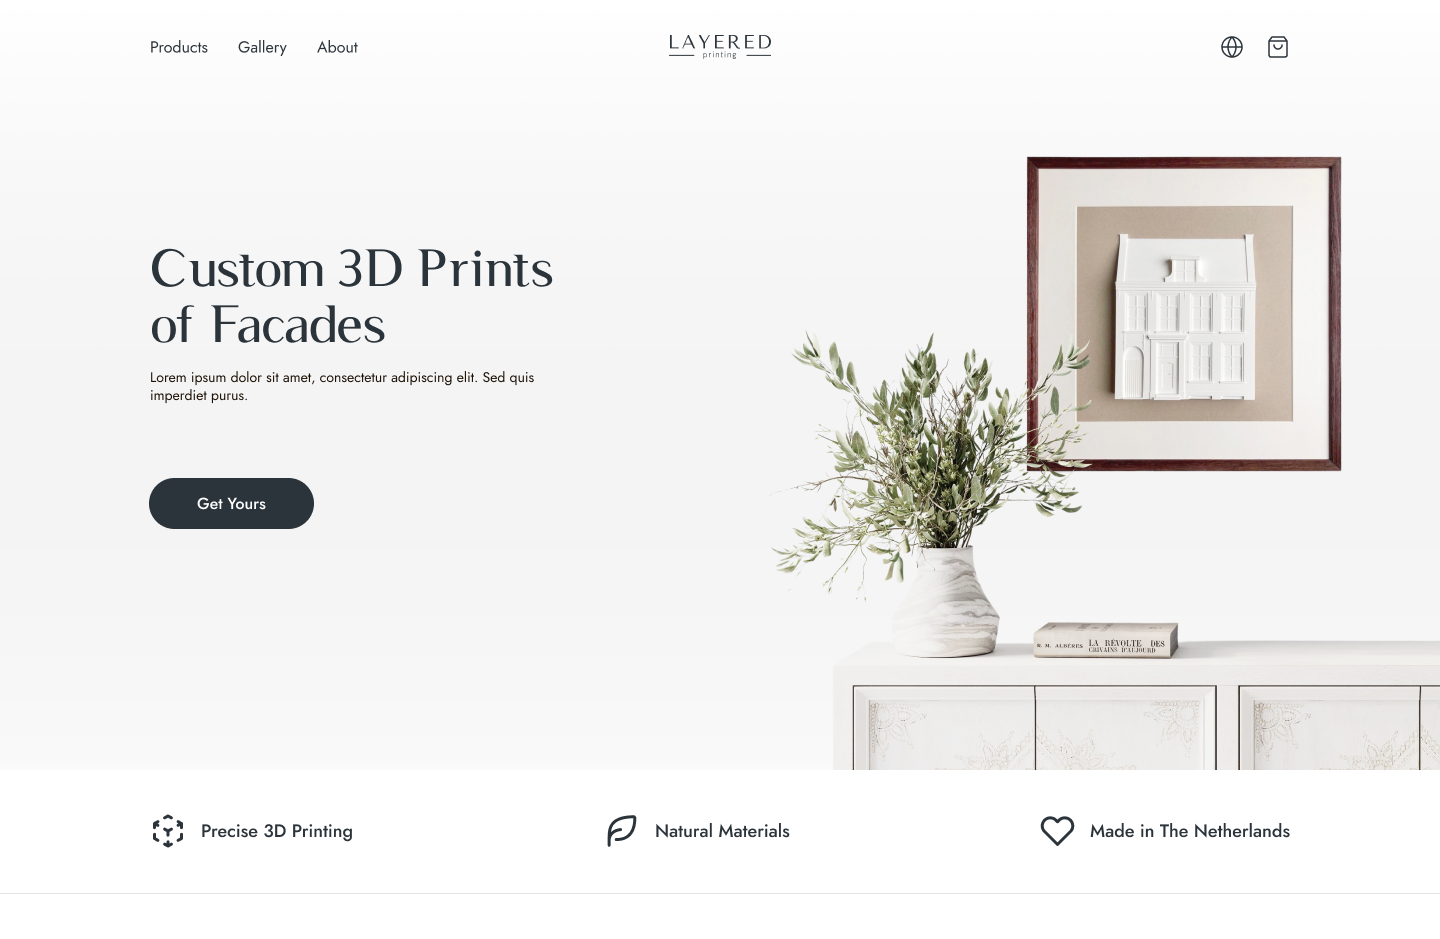 Products Gallery About
LAYERED
printing
Custom 3D Prints
of Facades
Lorem ipsum dolor sit amet, consectetur adipiscing elit. Sed quis
imperdiet purus.
Get Yours
R. M. ALBÉRÈS
LA RÉVOLTE DES
CRIVAINS D'AUJOURD
Precise 3D Printing
Natural Materials
Made in The Netherlands